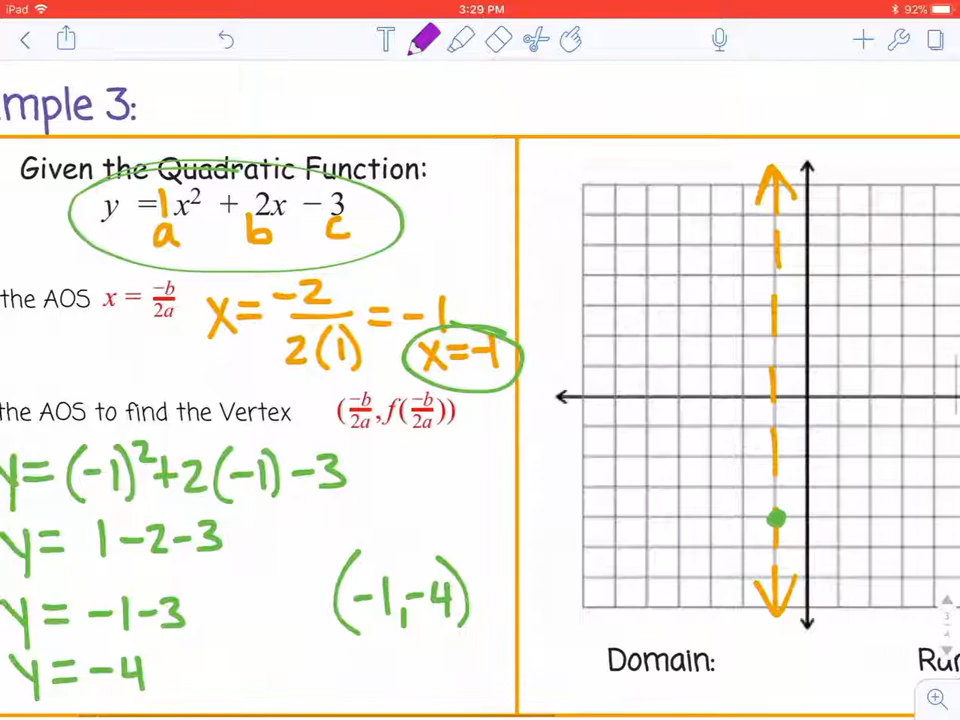 iPad 3:29 PM 92%
T
mple 3:
Given the Quadratic Function:
y = 1x² + 2x − 3
a b c
the AOS x = -b/2a
x = -2/2(1) = -1
x=-1
the AOS to find the Vertex (-b/2a, f(-b/2a))
y= (-1)²+2(-1)-3
y= 1-2-3
y= -1-3
y= -4
(-1,-4)
Domain:
3
4